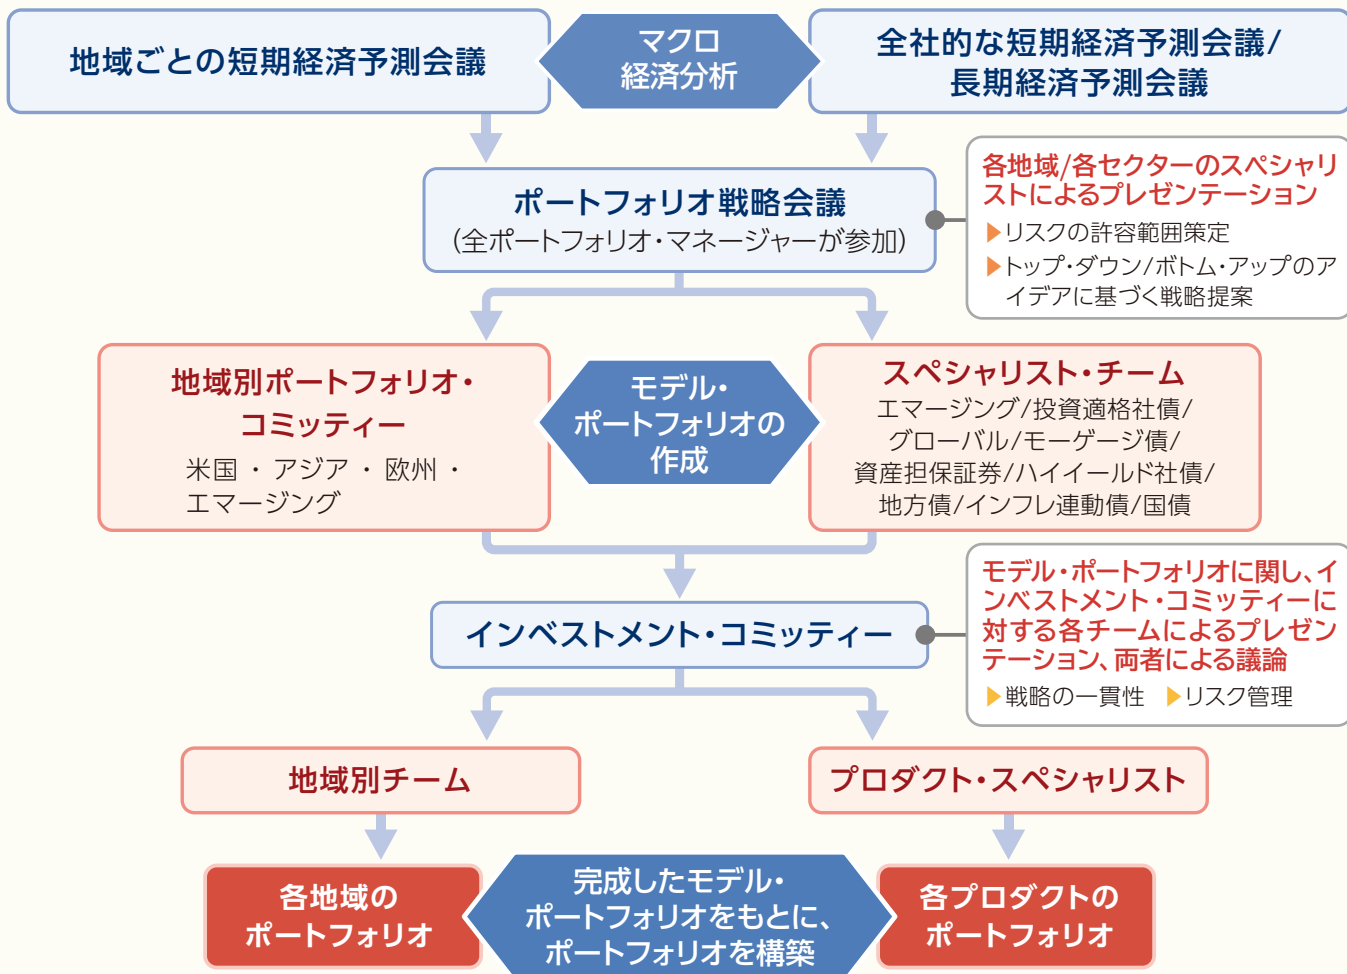 地域ごとの短期経済予測会議
マクロ
経済分析
全社的な短期経済予測会議/
長期経済予測会議
ポートフォリオ戦略会議
(全ポートフォリオ・マネージャーが参加)
各地域/各セクターのスペシャリ
ストによるプレゼンテーション
▶リスクの許容範囲策定
▶トップ・ダウン/ボトム・アップのア
イデアに基づく戦略提案
地域別ポートフォリオ・
コミッティー
米国 ・ アジア ・ 欧州 ・
エマージング
モデル・
ポートフォリオの
作成
スペシャリスト・チーム
エマージング/投資適格社債/
グローバル/モーゲージ債/
資産担保証券/ハイイールド社債/
地方債/インフレ連動債/国債
インベストメント・コミッティー
モデル・ポートフォリオに関し、イ
ンベストメント・コミッティーに
対する各チームによるプレゼン
テーション、両者による議論
▶戦略の一貫性 ▶リスク管理
地域別チーム
プロダクト・スペシャリスト
各地域の
ポートフォリオ
完成したモデル・
ポートフォリオをもとに、
ポートフォリオを構築
各プロダクトの
ポートフォリオ